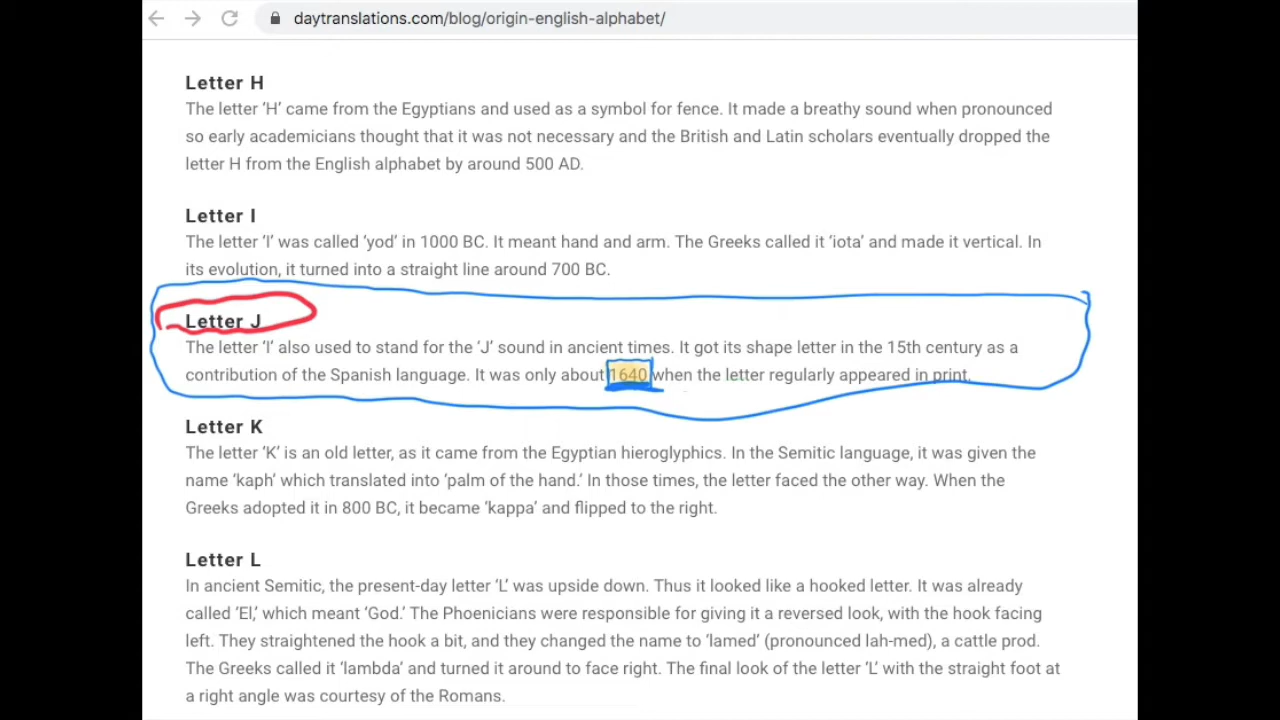 daytranslations.com/blog/origin-english-alphabet/
Letter H
The letter ‘H’ came from the Egyptians and used as a symbol for fence. It made a breathy sound when pronounced
so early academicians thought that it was not necessary and the British and Latin scholars eventually dropped the
letter H from the English alphabet by around 500 AD.
Letter I
The letter ‘I’ was called ‘yod’ in 1000 BC. It meant hand and arm. The Greeks called it ‘iota’ and made it vertical. In
its evolution, it turned into a straight line around 700 BC.
Letter J
The letter ‘I’ also used to stand for the ‘J’ sound in ancient times. It got its shape letter in the 15th century as a
contribution of the Spanish language. It was only about 1640 when the letter regularly appeared in print.
Letter K
The letter ‘K’ is an old letter, as it came from the Egyptian hieroglyphics. In the Semitic language, it was given the
name ‘kaph’ which translated into ‘palm of the hand.’ In those times, the letter faced the other way. When the
Greeks adopted it in 800 BC, it became ‘kappa’ and flipped to the right.
Letter L
In ancient Semitic, the present-day letter ‘L’ was upside down. Thus it looked like a hooked letter. It was already
called ‘El,’ which meant ‘God.’ The Phoenicians were responsible for giving it a reversed look, with the hook facing
left. They straightened the hook a bit, and they changed the name to ‘lamed’ (pronounced lah-med), a cattle prod.
The Greeks called it ‘lambda’ and turned it around to face right. The final look of the letter ‘L’ with the straight foot at
a right angle was courtesy of the Romans.